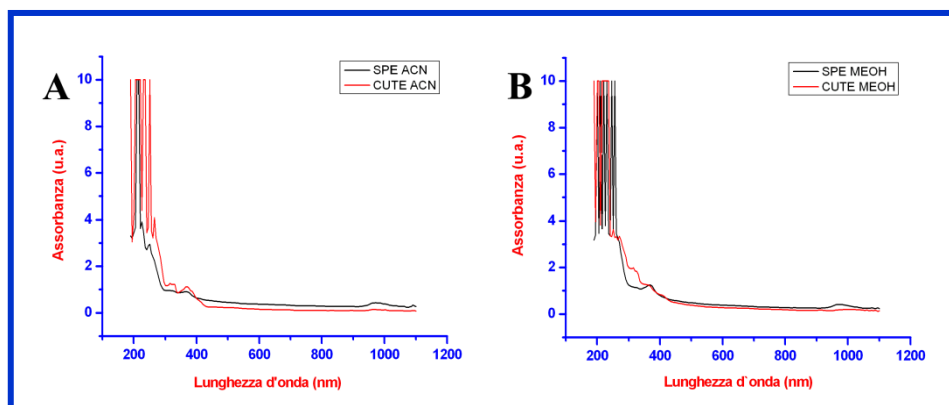 A
SPE ACN
CUTE ACN
Assorbanza (u.a.)
10
8
6
4
2
0
200 400 600 800 1000 1200
Lunghezza d'onda (nm)
B
SPE MEOH
CUTE MEOH
Assorbanza (u.a.)
10
8
6
4
2
0
200 400 600 800 1000 1200
Lunghezza d`onda (nm)